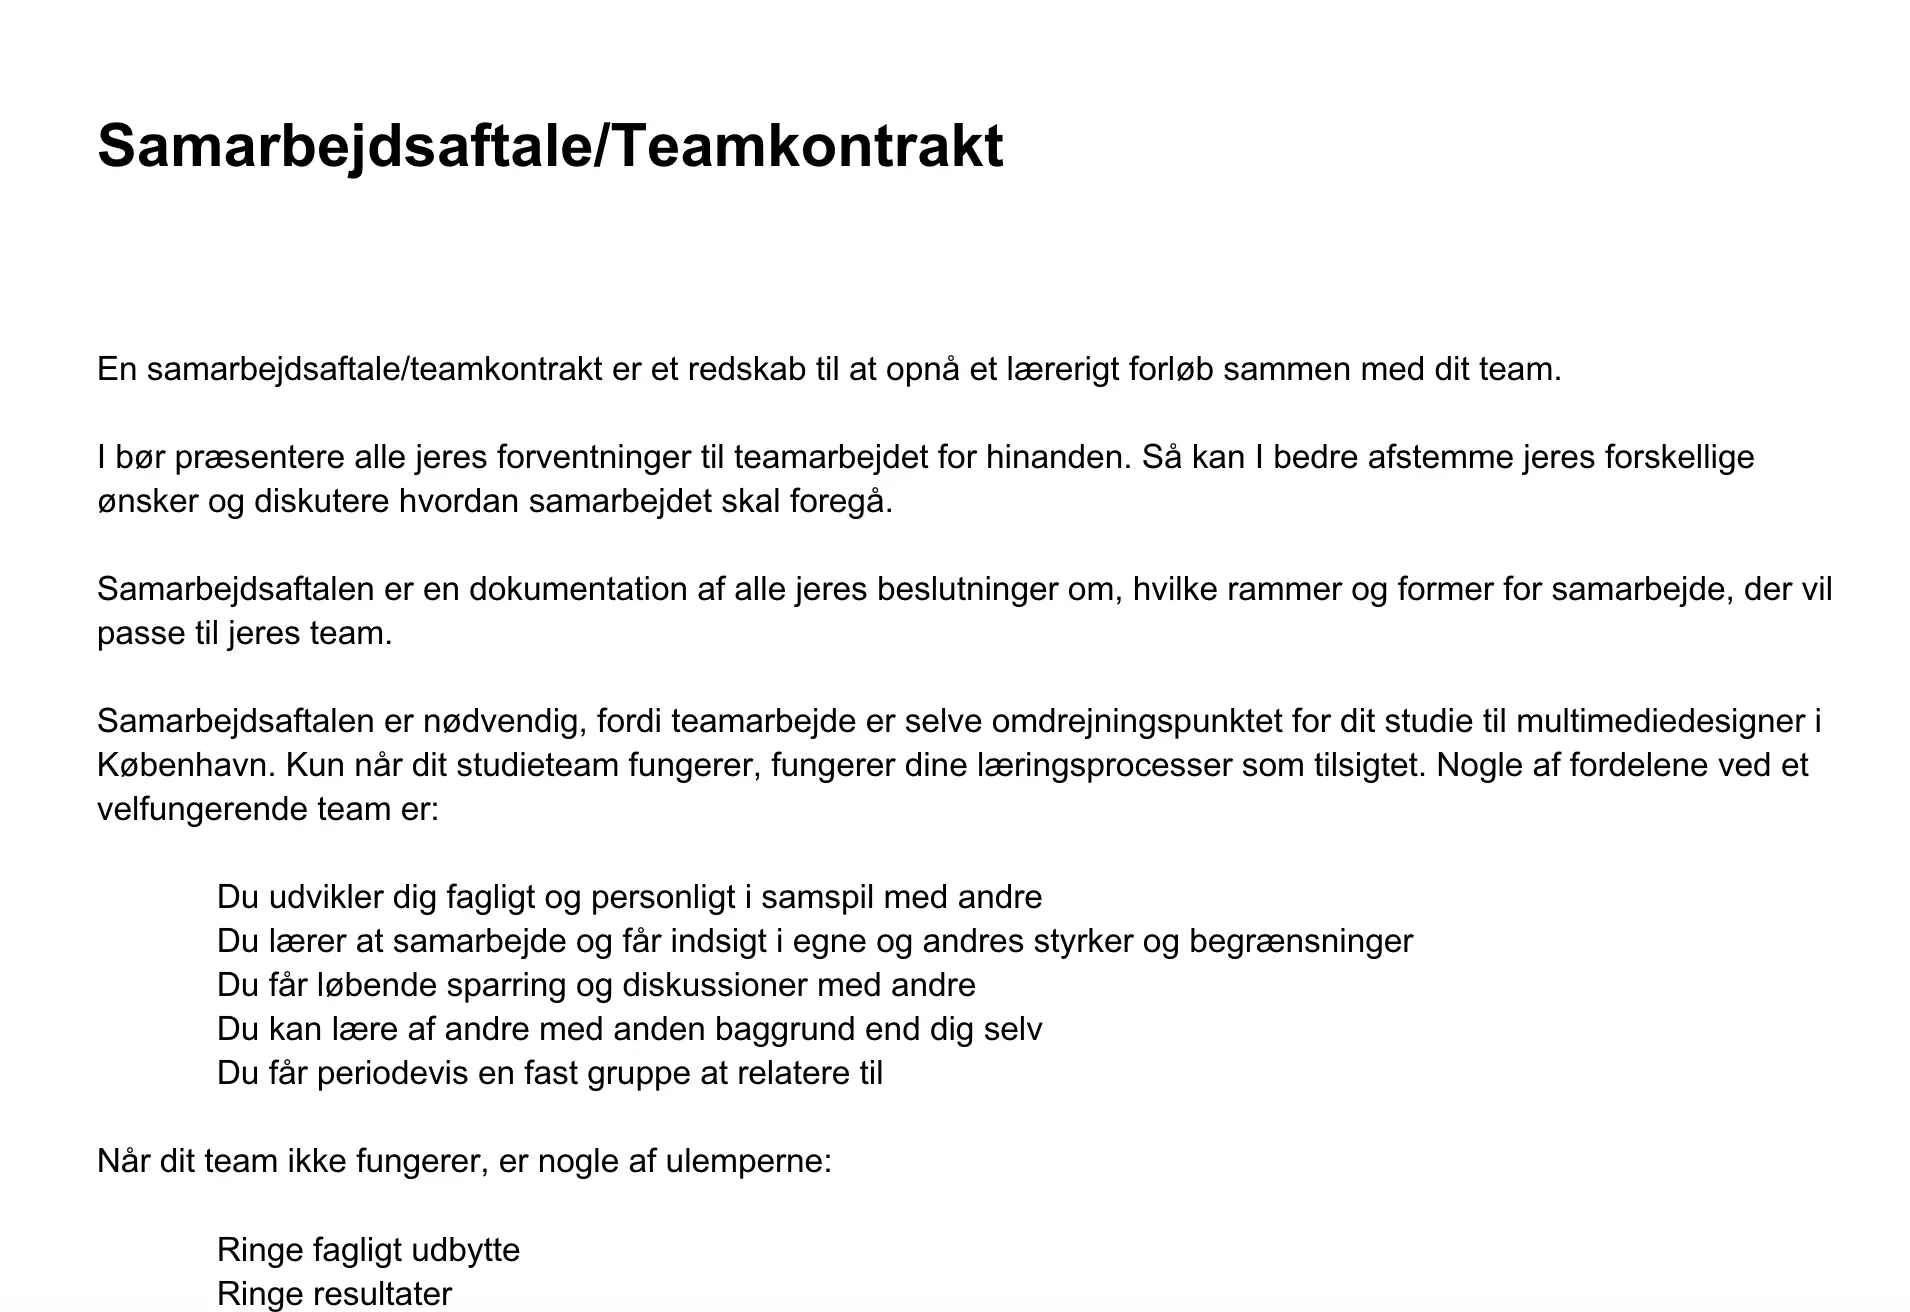 Samarbejdsaftale/Teamkontrakt
En samarbejdsaftale/teamkontrakt er et redskab til at opnå et lærerigt forløb sammen med dit team.
I bør præsentere alle jeres forventninger til teamarbejdet for hinanden. Så kan I bedre afstemme jeres forskellige
ønsker og diskutere hvordan samarbejdet skal foregå.
Samarbejdsaftalen er en dokumentation af alle jeres beslutninger om, hvilke rammer og former for samarbejde, der vil
passe til jeres team.
Samarbejdsaftalen er nødvendig, fordi teamarbejde er selve omdrejningspunktet for dit studie til multimediedesigner i
København. Kun når dit studieteam fungerer, fungerer dine læringsprocesser som tilsigtet. Nogle af fordelene ved et
velfungerende team er:
Du udvikler dig fagligt og personligt i samspil med andre
Du lærer at samarbejde og får indsigt i egne og andres styrker og begrænsninger
Du får løbende sparring og diskussioner med andre
Du kan lære af andre med anden baggrund end dig selv
Du får periodevis en fast gruppe at relatere til
Når dit team ikke fungerer, er nogle af ulemperne:
Ringe fagligt udbytte
Ringe resultater